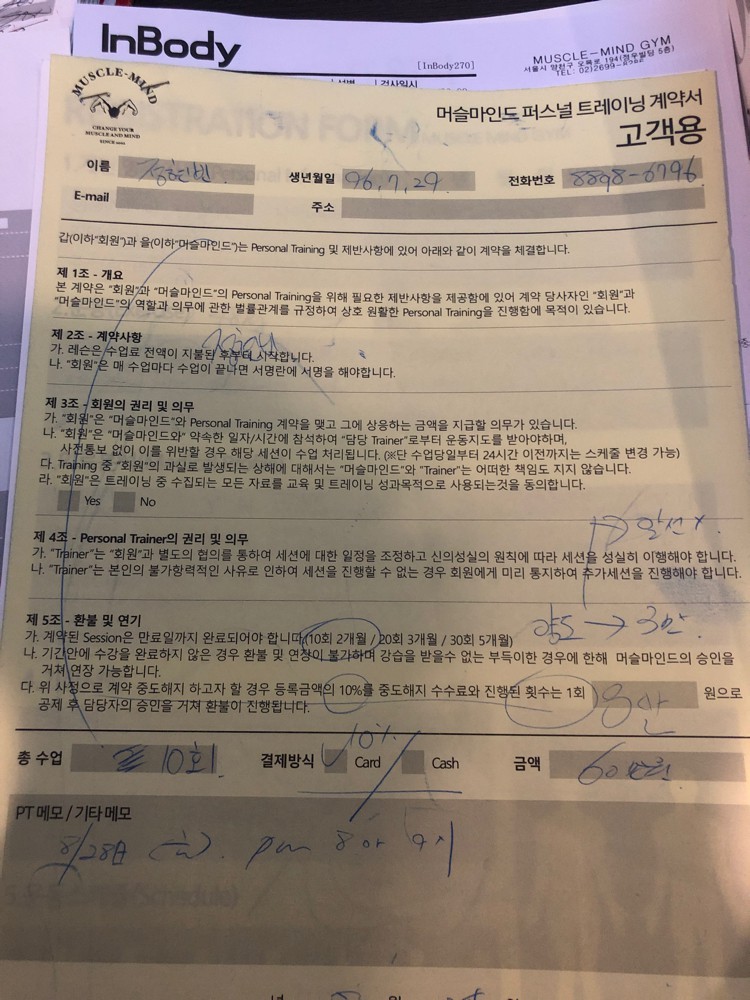 InBody
[InBody270]
MUSCLE-MIND GYM
서울시 양천구 오목로 194(정우빌딩 5층)
TEL. 02)2699-
성별
검사일시
MUSCLE-MIND
CHANGE YOUR
MUSCLE AND MIND
SINCE
머슬마인드 퍼스널 트레이닝 계약서
고객용
이름 정현빈 생년월일 96.7.29 전화번호 8898-6796
E-mail 주소
갑(이하"회원")과 을(이하"머슬마인드")는 Personal Training 및 제반사항에 있어 아래와 같이 계약을 체결합니다.
제 1조 - 개요
본 계약은 "회원"과 "머슬마인드"의 Personal Training을 위해 필요한 제반사항을 제공함에 있어 계약 당사자인 "회원"과
"머슬마인드"의 역할과 의무에 관한 법률관계를 규정하여 상호 원활한 Personal Training을 진행함에 목적이 있습니다.
제 2조 - 계약사항
가. 레슨은 수업료 전액이 지불된 후부터 시작합니다.
나. "회원"은 매 수업마다 수업이 끝나면 서명란에 서명을 해야합니다.
제 3조 - 회원의 권리 및 의무
가. "회원"은 "머슬마인드"와 Personal Training 계약을 맺고 그에 상응하는 금액을 지급할 의무가 있습니다.
나. "회원"은 "머슬마인드와" 약속한 일자/시간에 참석하여 "담당 Trainer"로부터 운동지도를 받아야하며,
사전통보 없이 이를 위반할 경우 해당 세션이 수업 처리됩니다. (※단 수업당일부터 24시간 이전까지는 스케줄 변경 가능)
다. Training 중 "회원"의 과실로 발생되는 상해에 대해서는 "머슬마인드"와 "Trainer"는 어떠한 책임도 지지 않습니다.
라. "회원"은 트레이닝 중 수집되는 모든 자료를 교육 및 트레이닝 성과목적으로 사용되는것을 동의합니다.
Yes No
제 4조 - Personal Trainer의 권리 및 의무
가. "Trainer"는 "회원"과 별도의 협의를 통하여 세션에 대한 일정을 조정하고 신의성실의 원칙에 따라 세션을 성실히 이행해야 합니다.
나. "Trainer"는 본인의 불가항력적인 사유로 인하여 세션을 진행할 수 없는 경우 회원에게 미리 통지하여 추가세션을 진행해야 합니다.
제 5조 - 환불 및 연기
양도 → 3만
가. 계약된 Session은 만료일까지 완료되어야 합니다(10회 2개월 / 20회 3개월 / 30회 5개월)
나. 기간안에 수강을 완료하지 않은 경우 환불 및 연장이 불가하며 강습을 받을수 없는 부득이한 경우에 한해 머슬마인드의 승인을
거쳐 연장 가능합니다.
다. 위 사정으로 계약 중도해지 하고자 할 경우 등록금액의 10%를 중도해지 수수료와 진행된 횟수는 1회 8만 원으로
공제 후 담당자의 승인을 거쳐 환불이 진행됩니다.
10%
총 수업 10회 결제방식 Card Cash 금액 60만원
PT 메모 / 기타메모
8/28日 pm 8 or 9시